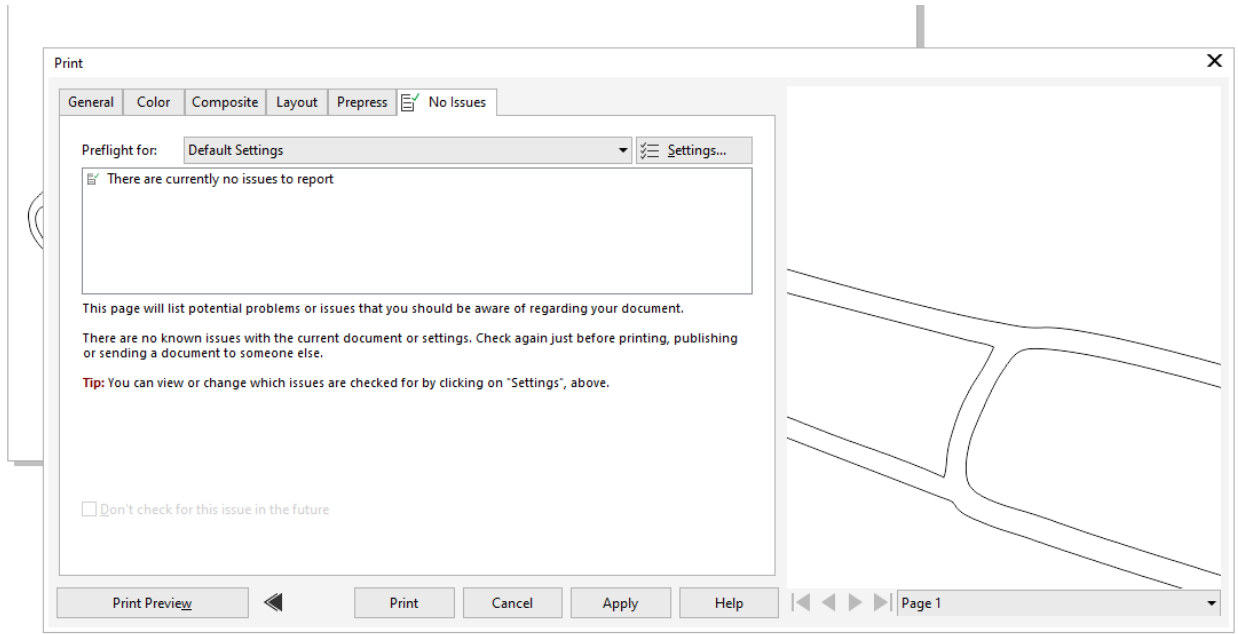 Print
General Color Composite Layout Prepress No Issues
Preflight for: Default Settings Settings...
There are currently no issues to report
This page will list potential problems or issues that you should be aware of regarding your document.
There are no known issues with the current document or settings. Check again just before printing, publishing
or sending a document to someone else.
Tip: You can view or change which issues are checked for by clicking on "Settings", above.
Don't check for this issue in the future
Print Preview Print Cancel Apply Help Page 1